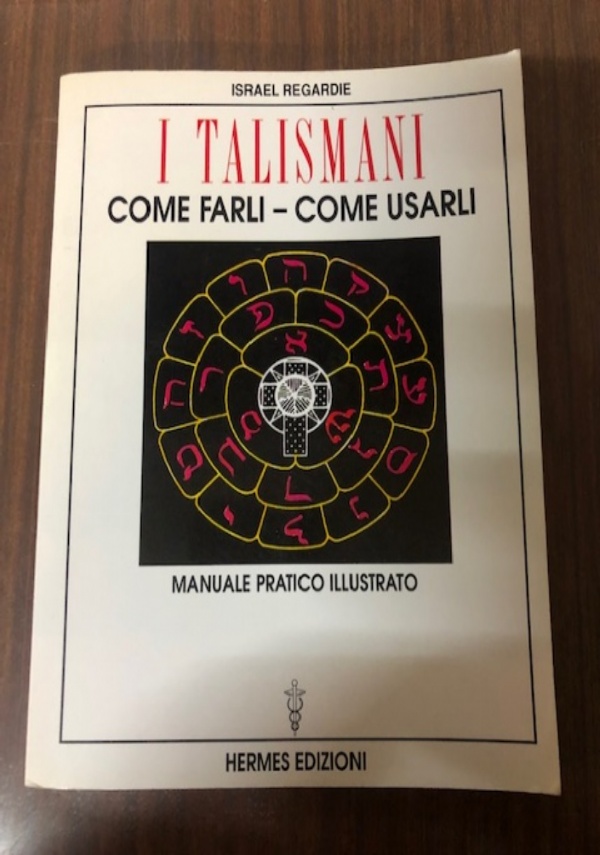 ISRAEL REGARDIE
I TALISMANI
COME FARLI – COME USARLI
ה
ו
ק
ז
פ
כ
צ
א
ח
ר
ת
ע
מ
ש
ט
ב
ג
ס
ד
י
נ
ל
MANUALE PRATICO ILLUSTRATO
HERMES EDIZIONI